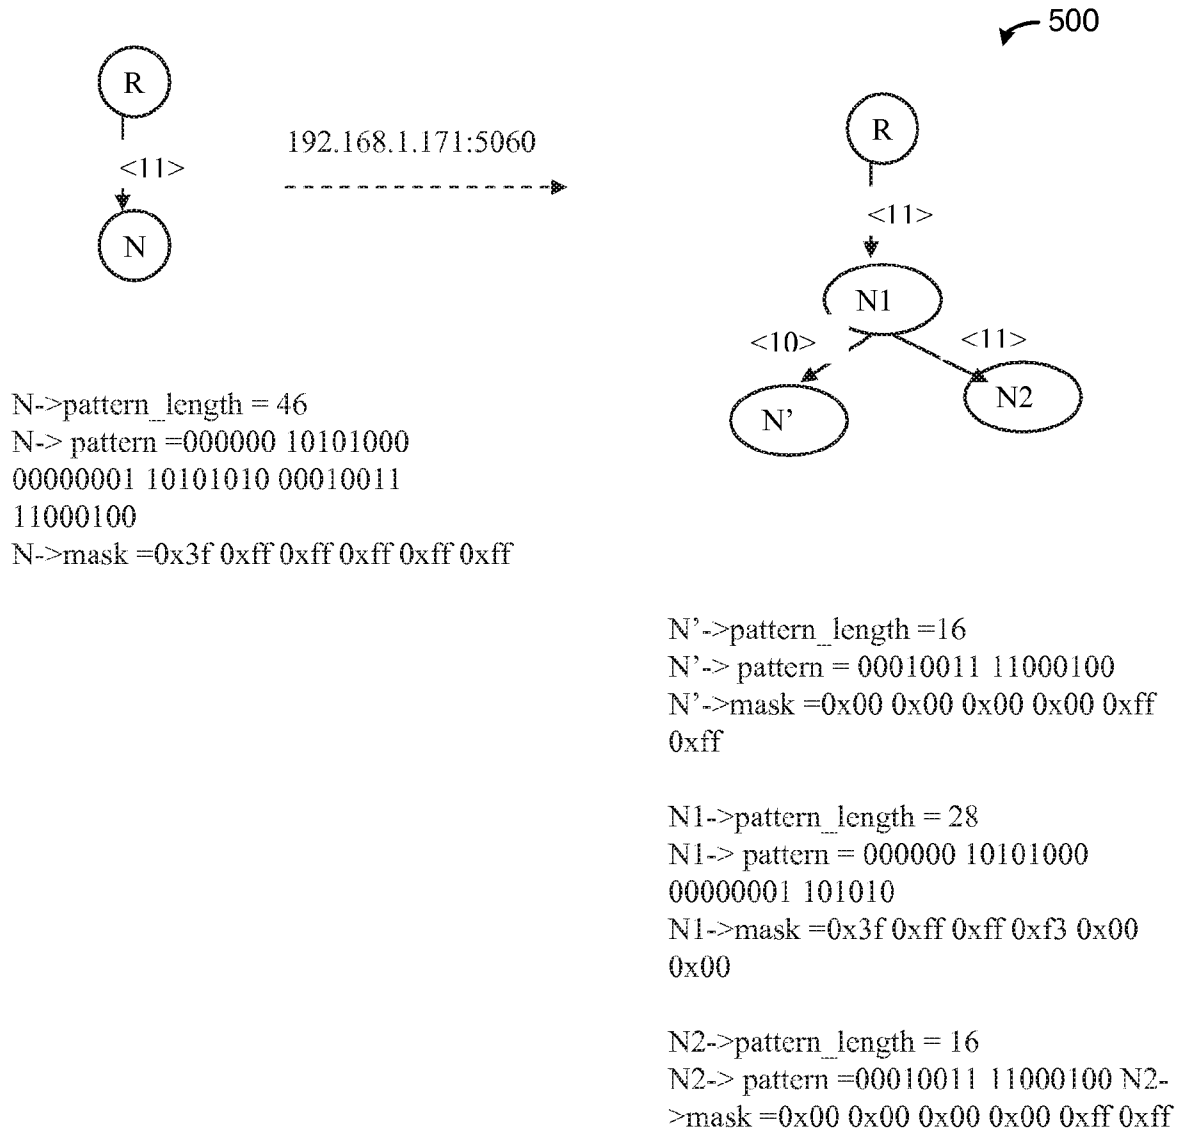 500
R
<11>
N
192.168.1.171:5060
R
<11>
N1
<10>
<11>
N'
N2
N->pattern_length = 46
N-> pattern =000000 10101000
00000001 10101010 00010011
11000100
N->mask =0x3f 0xff 0xff 0xff 0xff 0xff
N'->pattern_length =16
N'-> pattern = 00010011 11000100
N'->mask =0x00 0x00 0x00 0x00 0xff
0xff
N1->pattern_length = 28
N1-> pattern = 000000 10101000
00000001 101010
N1->mask =0x3f 0xff 0xff 0xf3 0x00
0x00
N2->pattern_length = 16
N2-> pattern =00010011 11000100 N2-
>mask =0x00 0x00 0x00 0x00 0xff 0xff